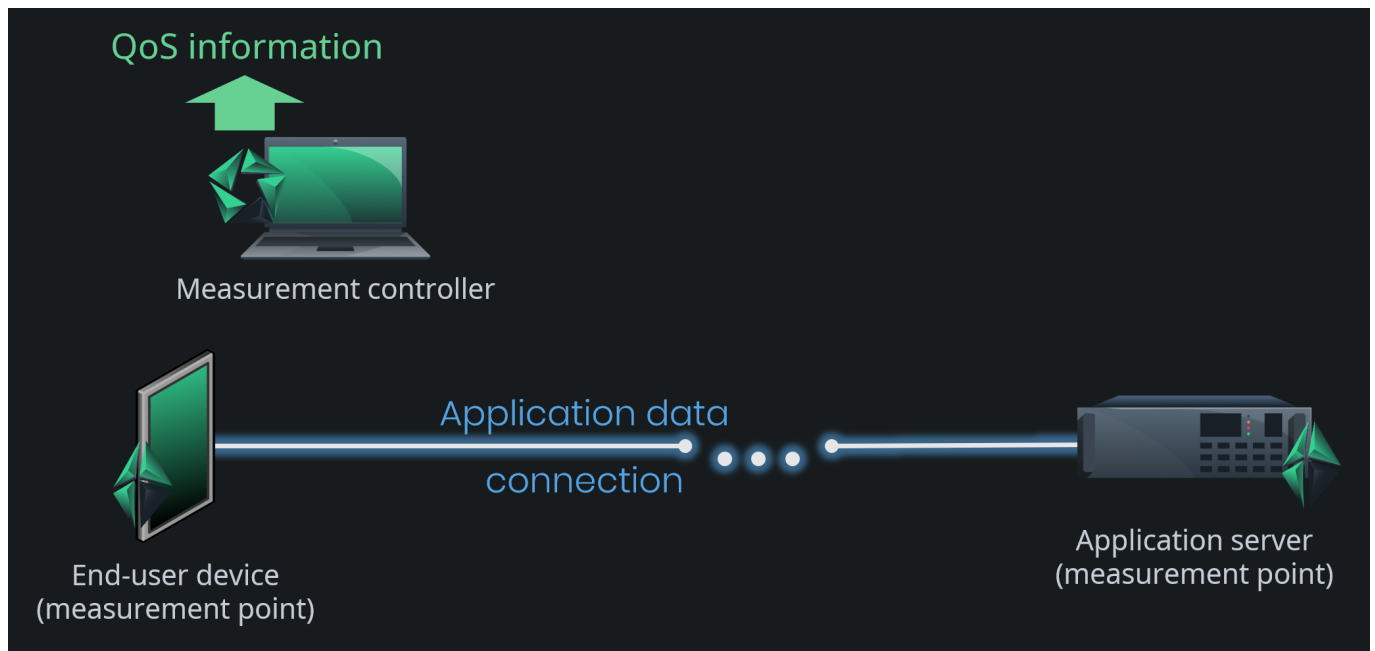 QoS information
Measurement controller
Application data
connection
End-user device
(measurement point)
Application server
(measurement point)